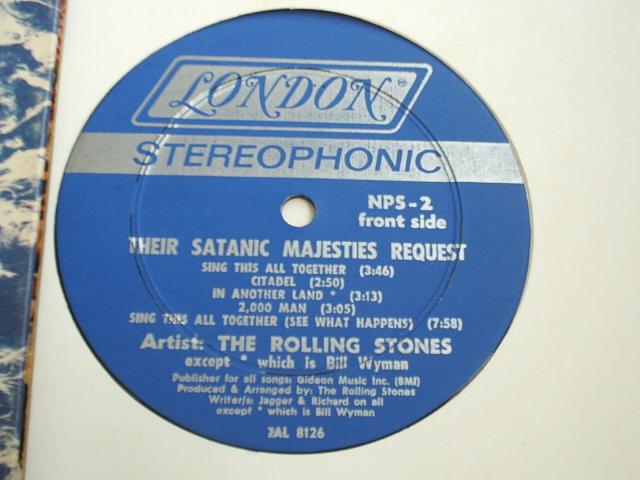 LONDON®
STEREOPHONIC
NPS-2
front side
THEIR SATANIC MAJESTIES REQUEST
SING THIS ALL TOGETHER (3:46)
CITADEL (2:50)
IN ANOTHER LAND * (3:13)
2,000 MAN (3:05)
SING THIS ALL TOGETHER (SEE WHAT HAPPENS) (7:58)
Artist: THE ROLLING STONES
except * which is Bill Wyman
Publisher for all songs: Gideon Music Inc. (BMI)
Produced & Arranged by: The Rolling Stones
Writer/s: Jagger & Richard on all
except * which is Bill Wyman
ZAL 8126